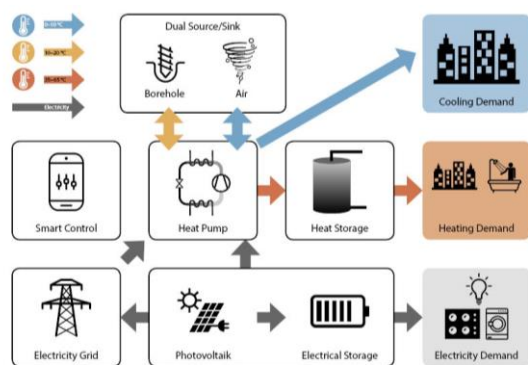 Dual Source/Sink
Borehole
Air
Electricity
Cooling Demand
Smart Control
Heat Pump
Heat Storage
Heating Demand
Electricity Grid
Photovoltaik
Electrical Storage
Electricity Demand